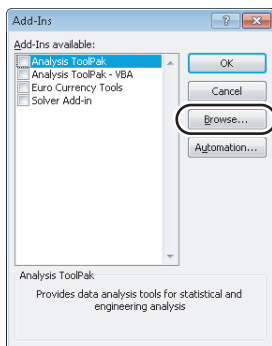 Add-Ins
Add-Ins available:
Analysis ToolPak
Analysis ToolPak - VBA
Euro Currency Tools
Solver Add-in
OK
Cancel
Browse...
Automation...
Analysis ToolPak
Provides data analysis tools for statistical and
engineering analysis